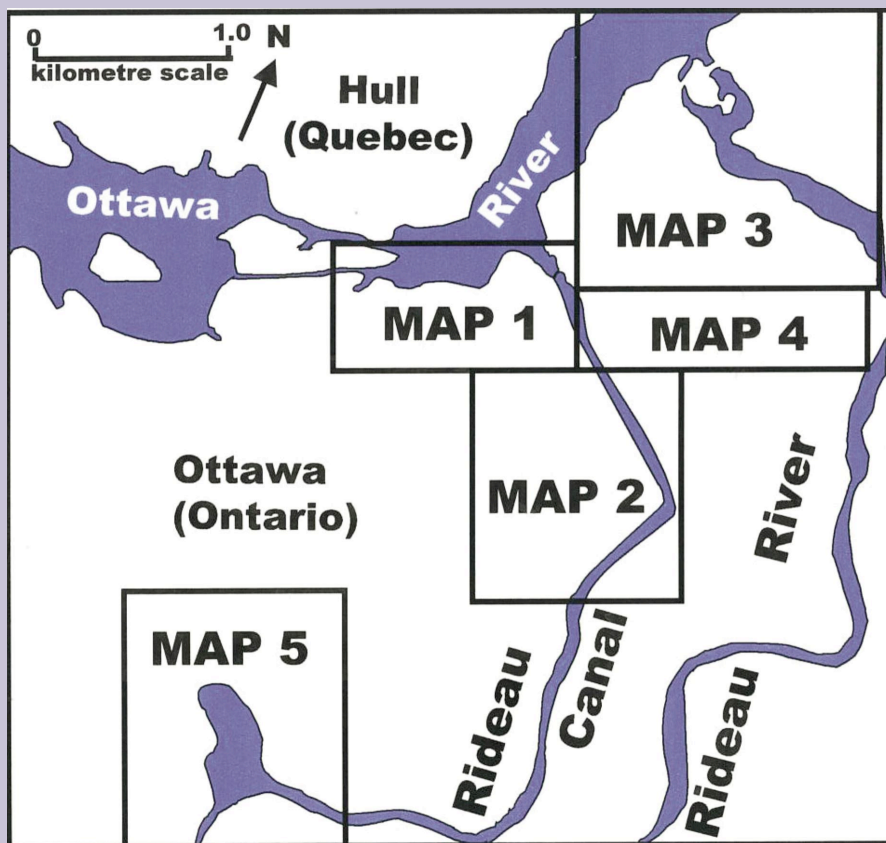 0 1.0 N
kilometre scale
Hull
(Quebec)
Ottawa
River
MAP 3
MAP 1
MAP 4
Ottawa
(Ontario)
MAP 2
River
MAP 5
Rideau
Canal
Rideau